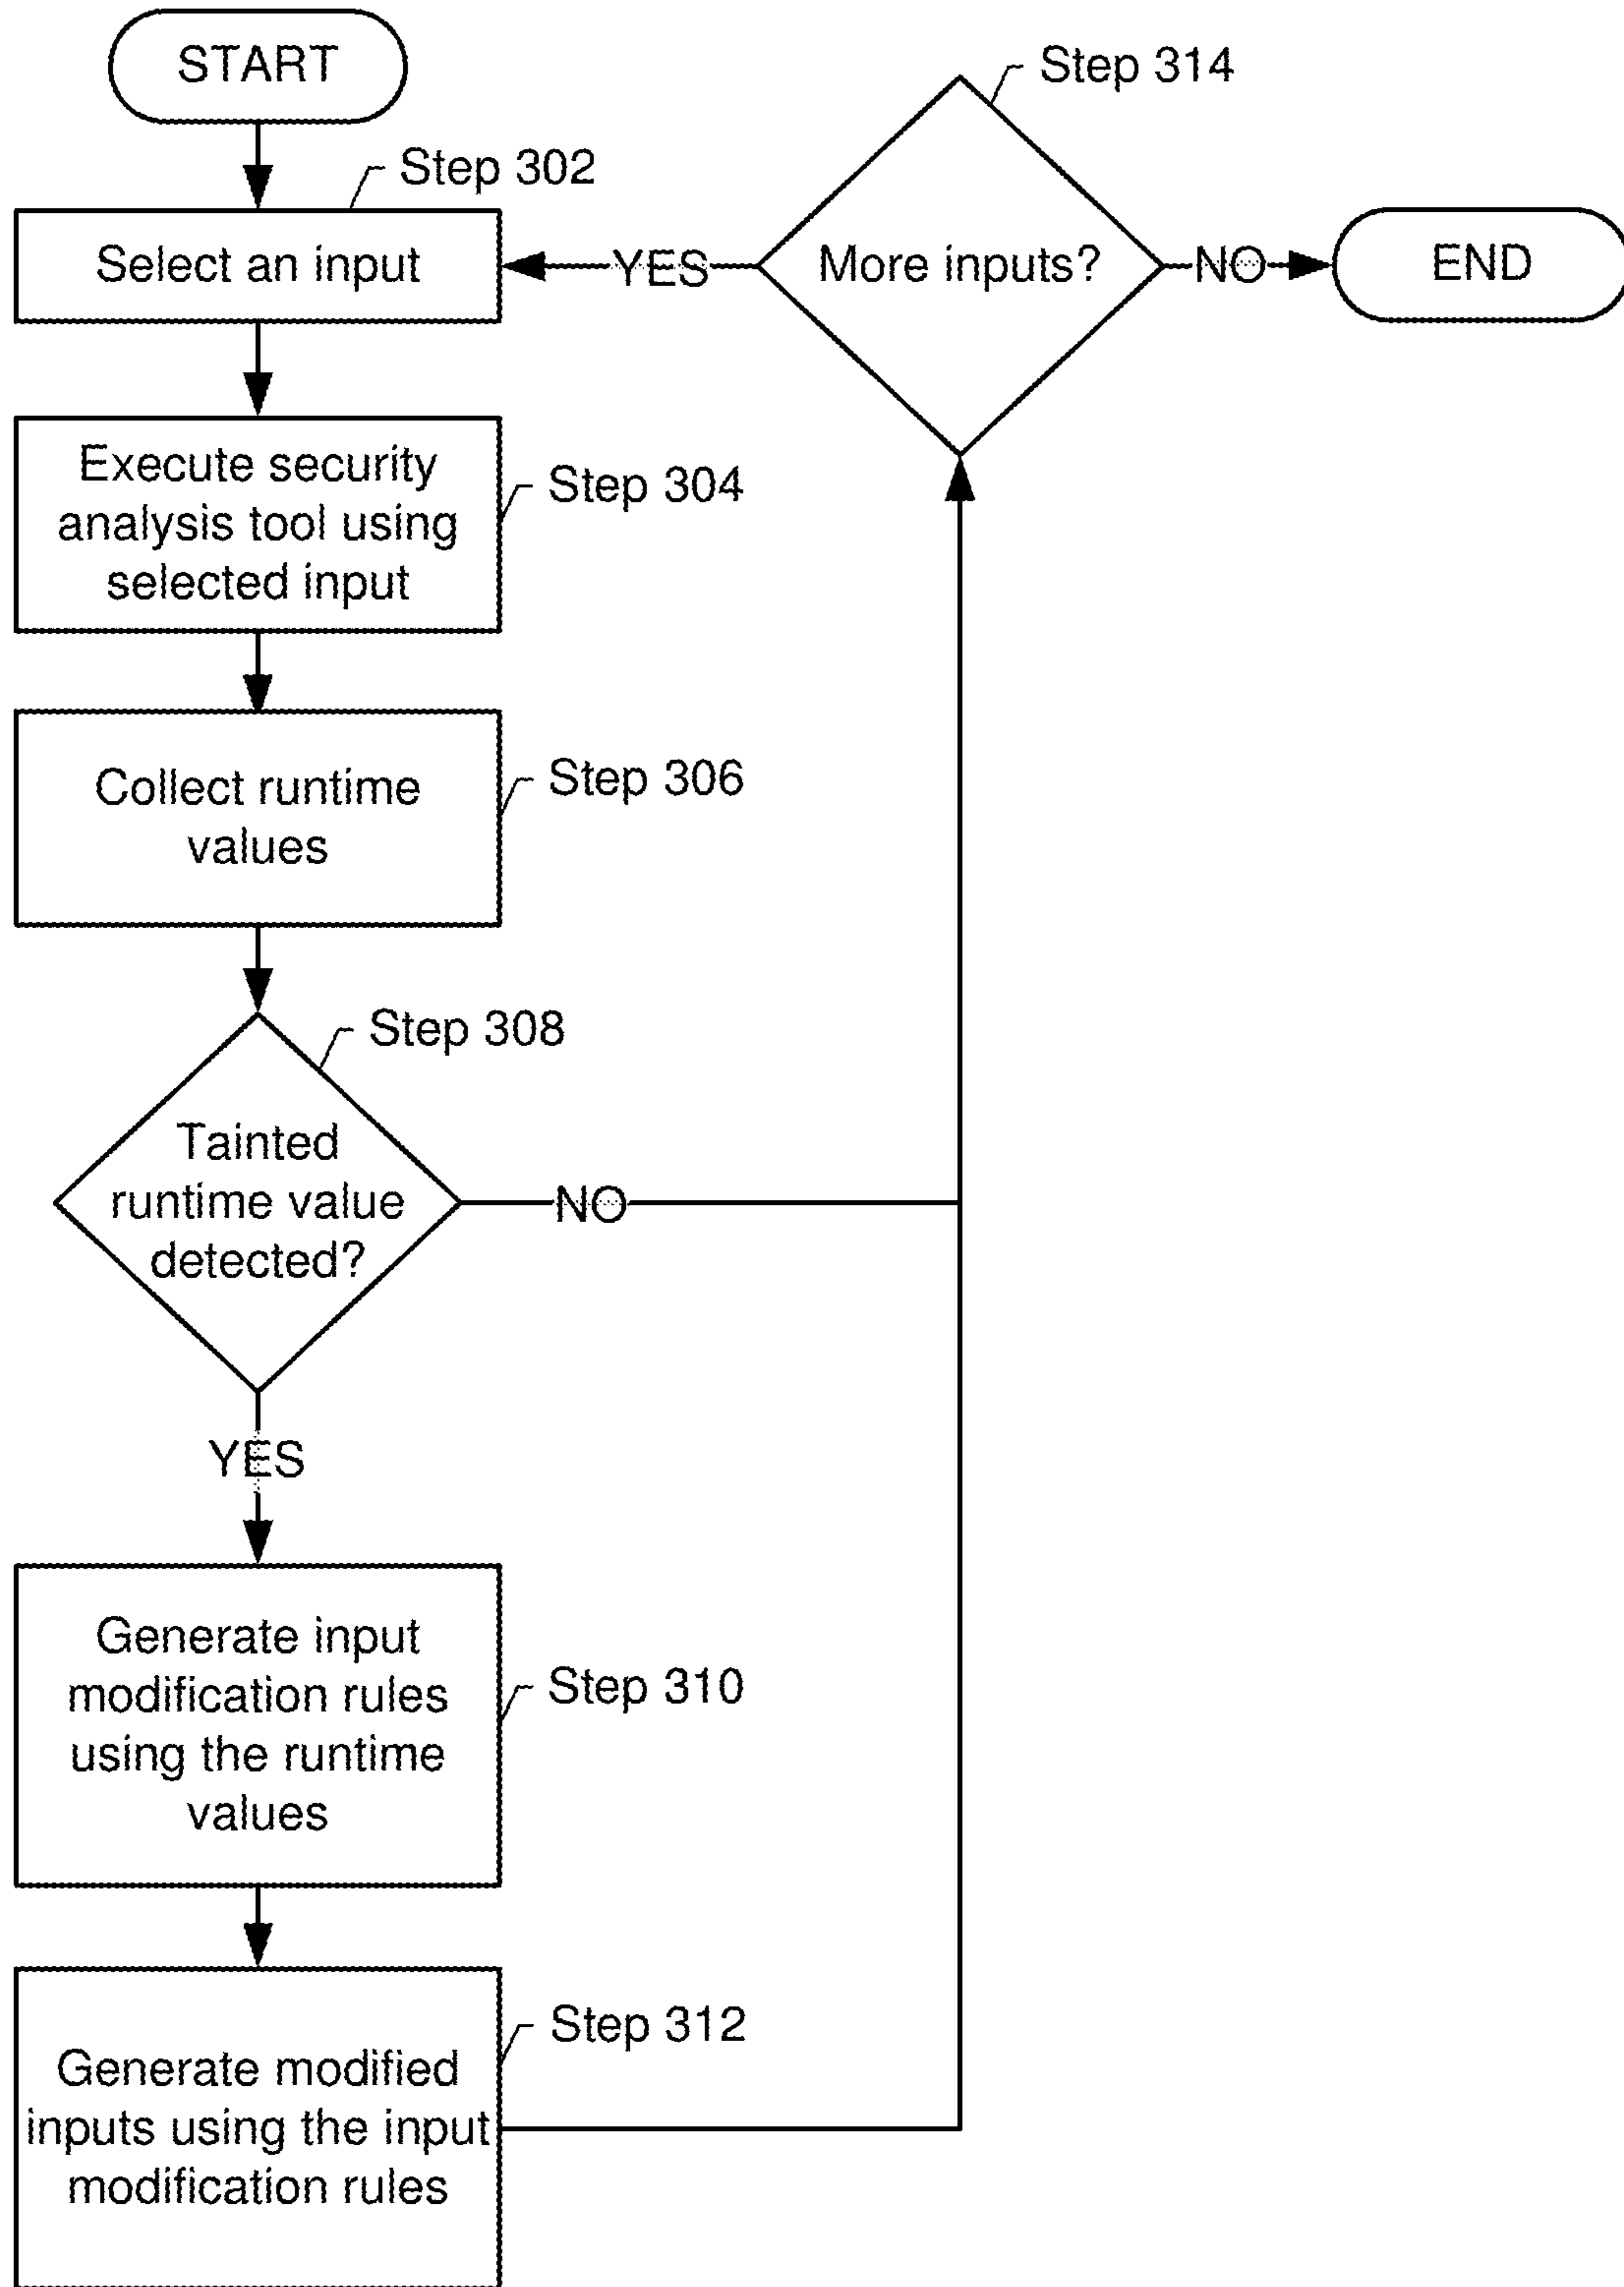 START
Step 302
Select an input
Step 314
More inputs?
YES
NO
END
Execute security
analysis tool using
selected input
Step 304
Collect runtime
values
Step 306
Step 308
Tainted
runtime value
detected?
NO
YES
Generate input
modification rules
using the runtime
values
Step 310
Step 312
Generate modified
inputs using the input
modification rules